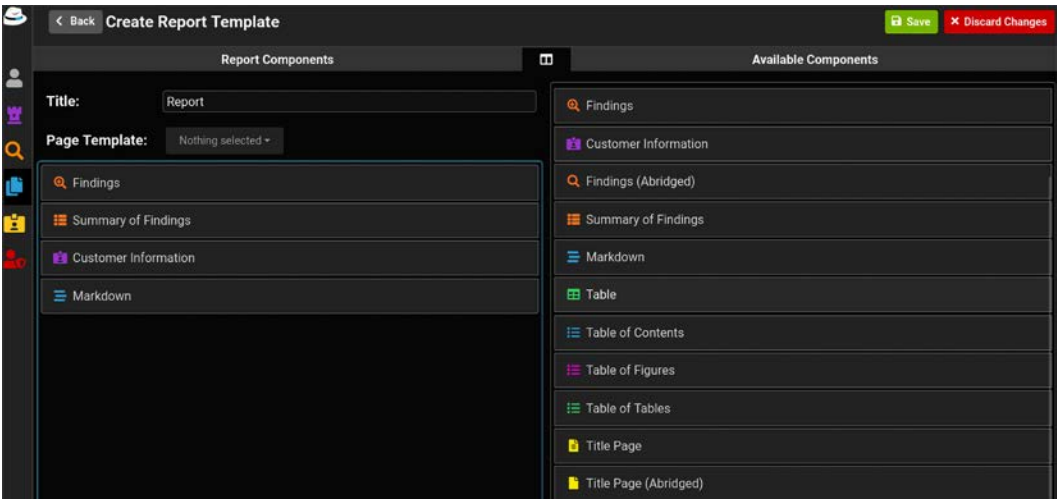 Back Create Report Template
Save
Discard Changes
Report Components
Available Components
Title:
Report
Page Template:
Nothing selected
Findings
Summary of Findings
Customer Information
Markdown
Findings
Customer Information
Findings (Abridged)
Summary of Findings
Markdown
Table
Table of Contents
Table of Figures
Table of Tables
Title Page
Title Page (Abridged)